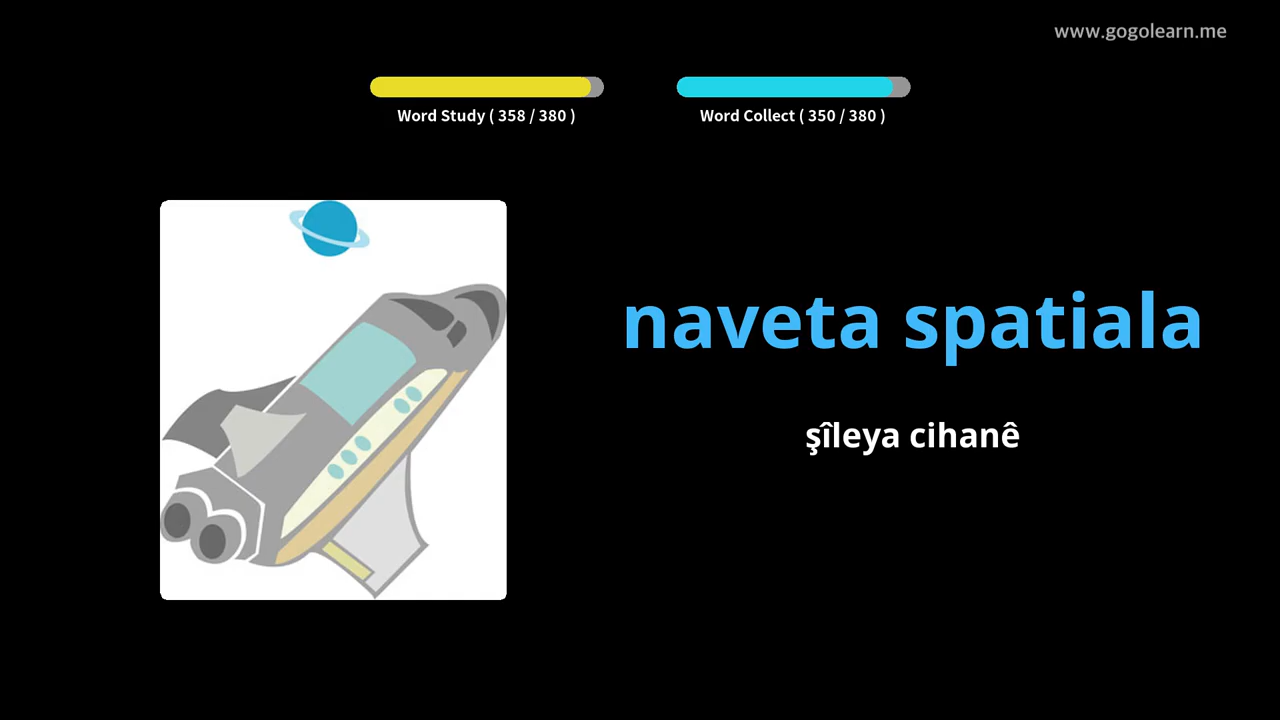 www.gogolearn.me
Word Study ( 358 / 380 )
Word Collect ( 350 / 380 )
naveta spatiala
şîleya cihanê